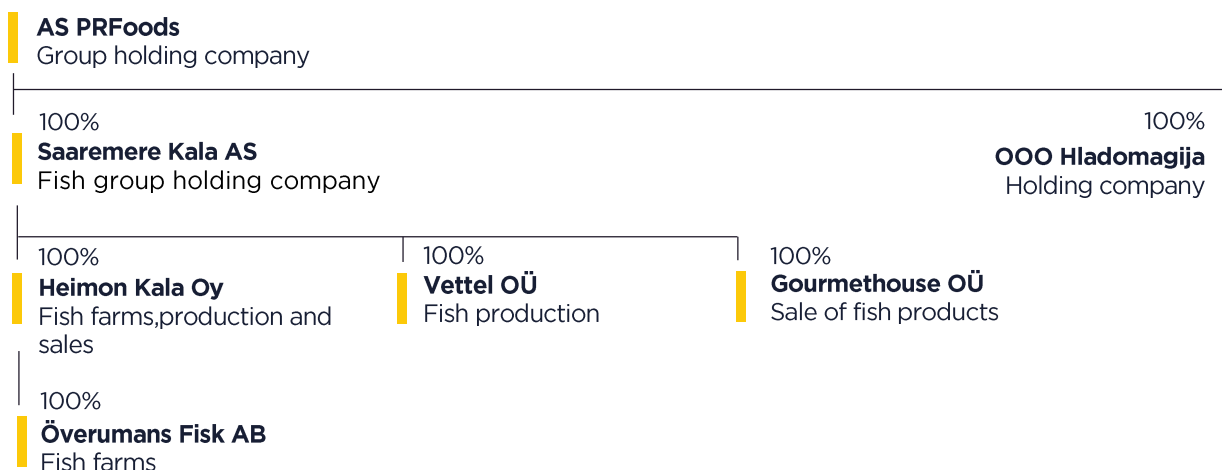 AS PRFoods
Group holding company
100%
Saaremere Kala AS
Fish group holding company
100%
OOO Hladomagija
Holding company
100%
Heimon Kala Oy
Fish farms,production and
sales
100%
Vettel OÜ
Fish production
100%
Gourmethouse OÜ
Sale of fish products
100%
Överumans Fisk AB
Fish farms